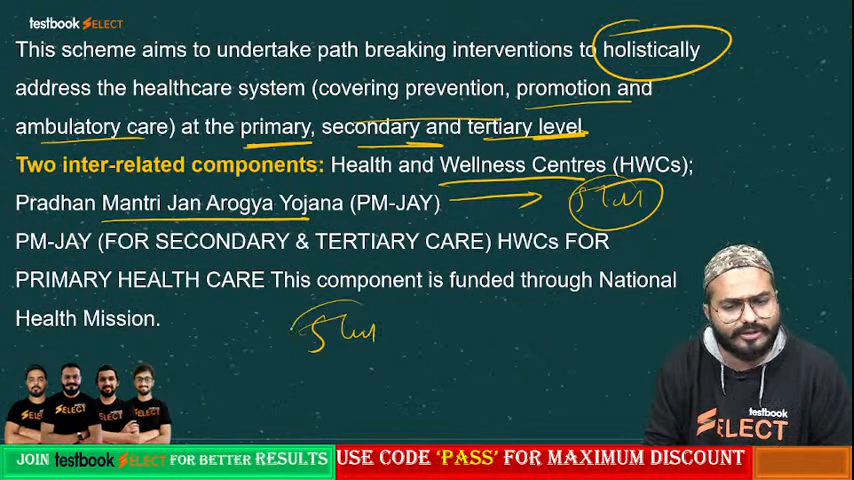 testbook SELECT
This scheme aims to undertake path breaking interventions to holistically
address the healthcare system (covering prevention, promotion and
ambulatory care) at the primary, secondary and tertiary level.
Two inter-related components: Health and Wellness Centres (HWCs);
Pradhan Mantri Jan Arogya Yojana (PM-JAY)
PM-JAY (FOR SECONDARY & TERTIARY CARE) HWCs FOR
PRIMARY HEALTH CARE This component is funded through National
Health Mission.
SELECT
testbook
SELECT
JOIN testbook SELECT FOR BETTER RESULTS
USE CODE ‘PASS’ FOR MAXIMUM DISCOUNT